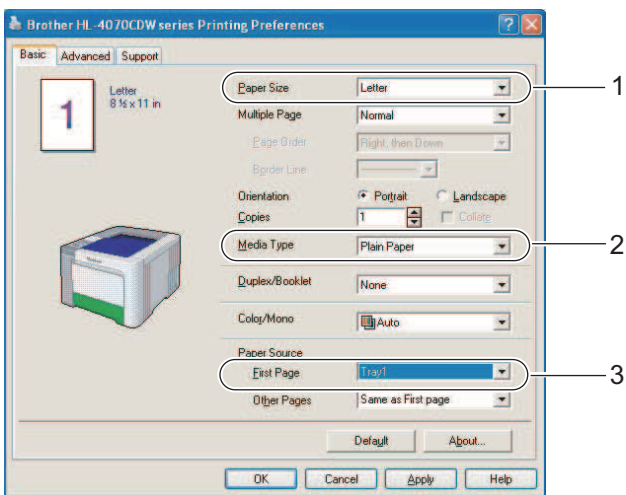 Brother HL-4070CDW series Printing Preferences
Basic Advanced Support
Letter
8 ½ x 11 in
1
Paper Size Letter 1
Multiple Page Normal
Page Order Right, then Down
Border Line
Orientation Portrait Landscape
Copies 1 Collate
Media Type Plain Paper 2
Duplex/Booklet None
Color/Mono Auto
Paper Source
First Page Tray1 3
Other Pages Same as First page
Default About...
OK Cancel Apply Help